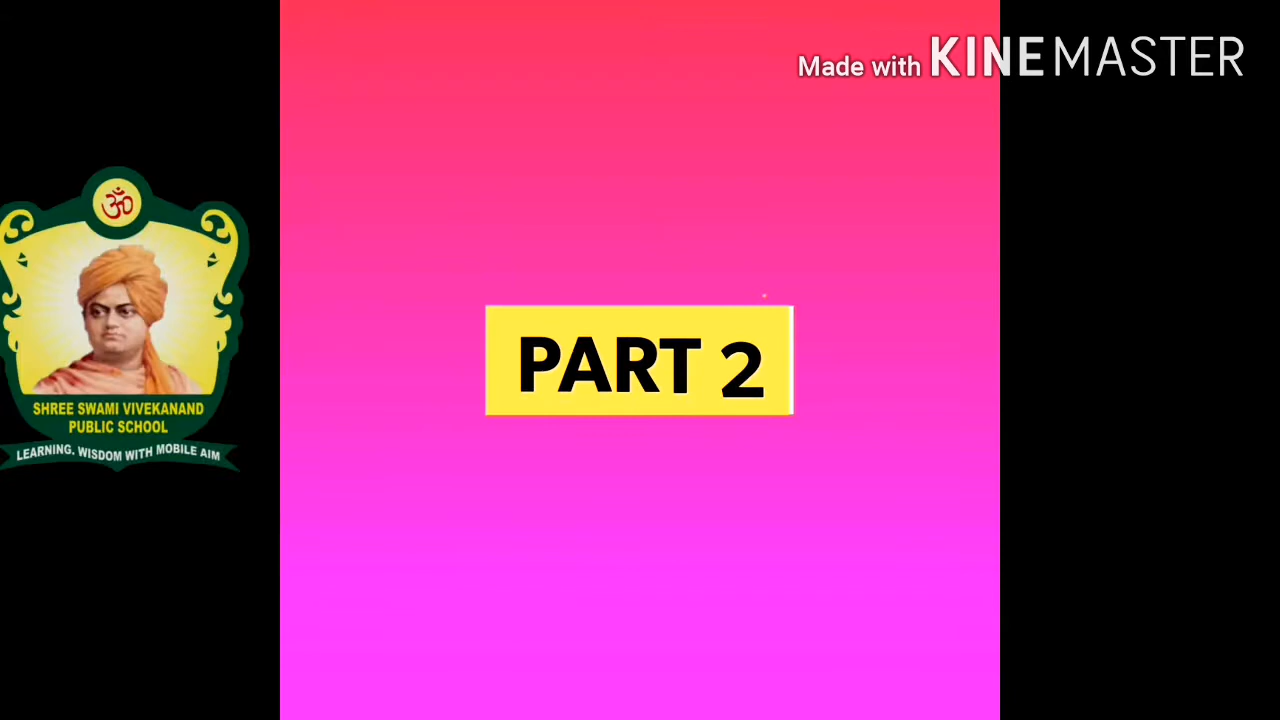 Made with KINEMASTER
ॐ
SHREE SWAMI VIVEKANAND
PUBLIC SCHOOL
LEARNING, WISDOM WITH MOBILE AIM
PART 2